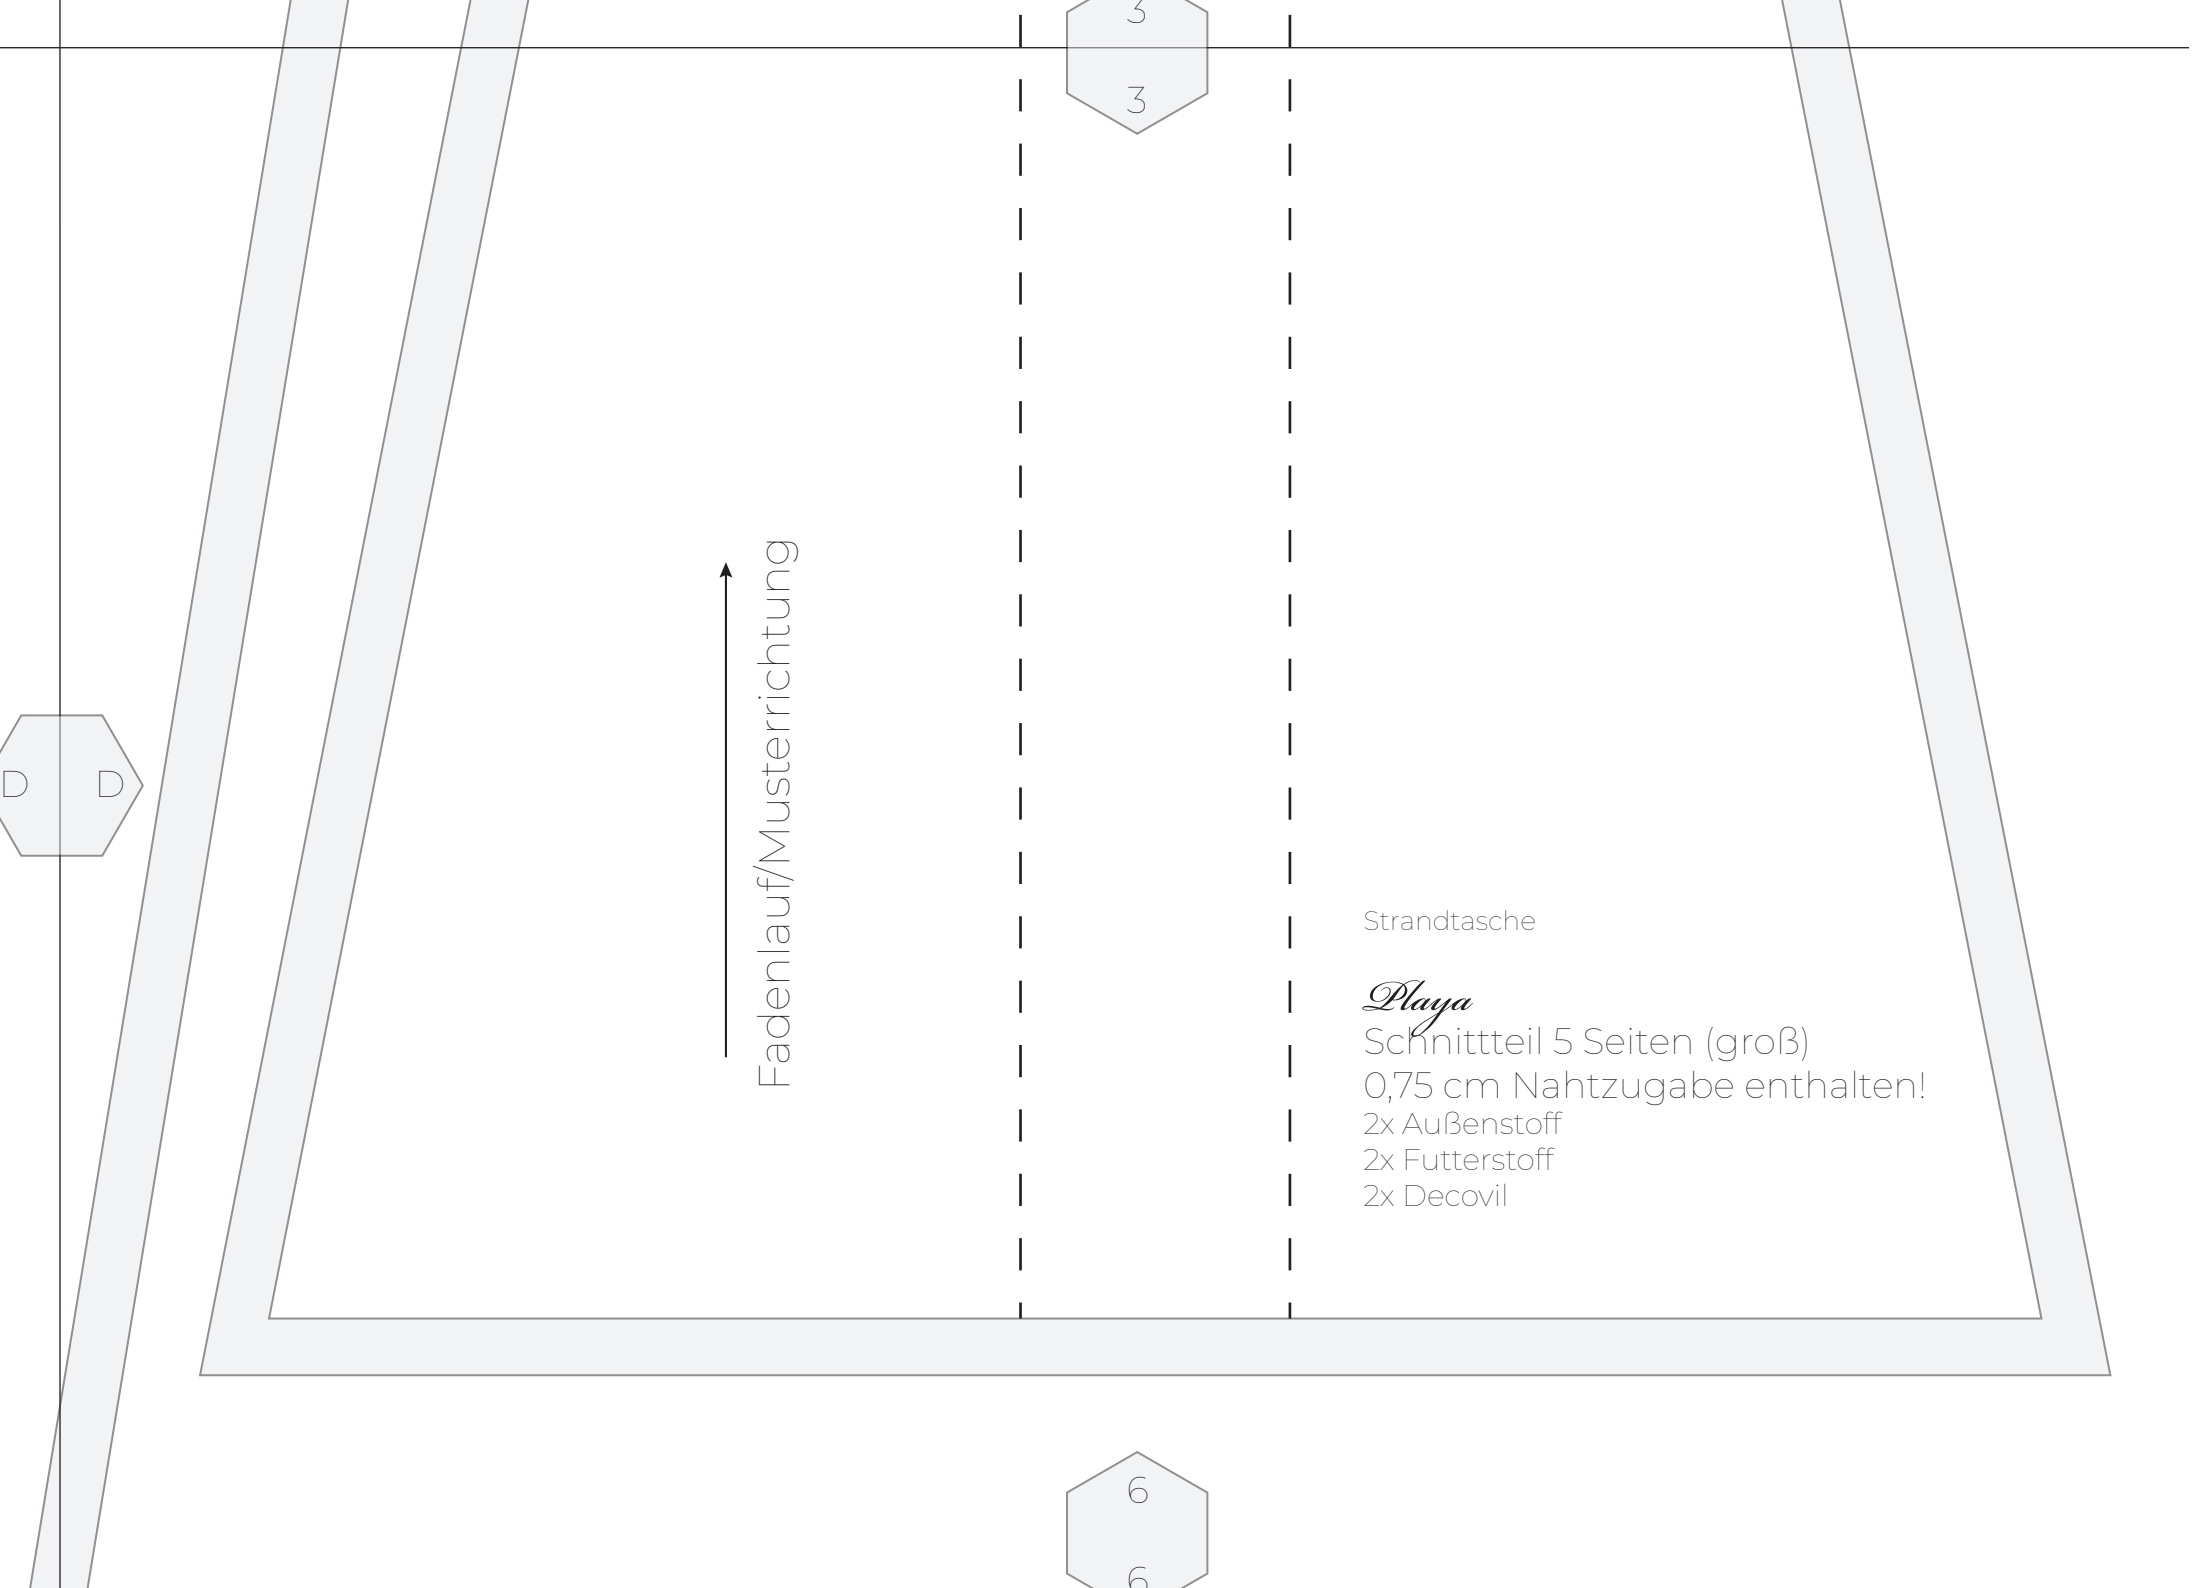 3
3
Fadenlauf/Musterrichtung
D D
Strandtasche
Playa
Schnittteil 5 Seiten (groß)
0,75 cm Nahtzugabe enthalten!
2x Außenstoff
2x Futterstoff
2x Decovil
6
6